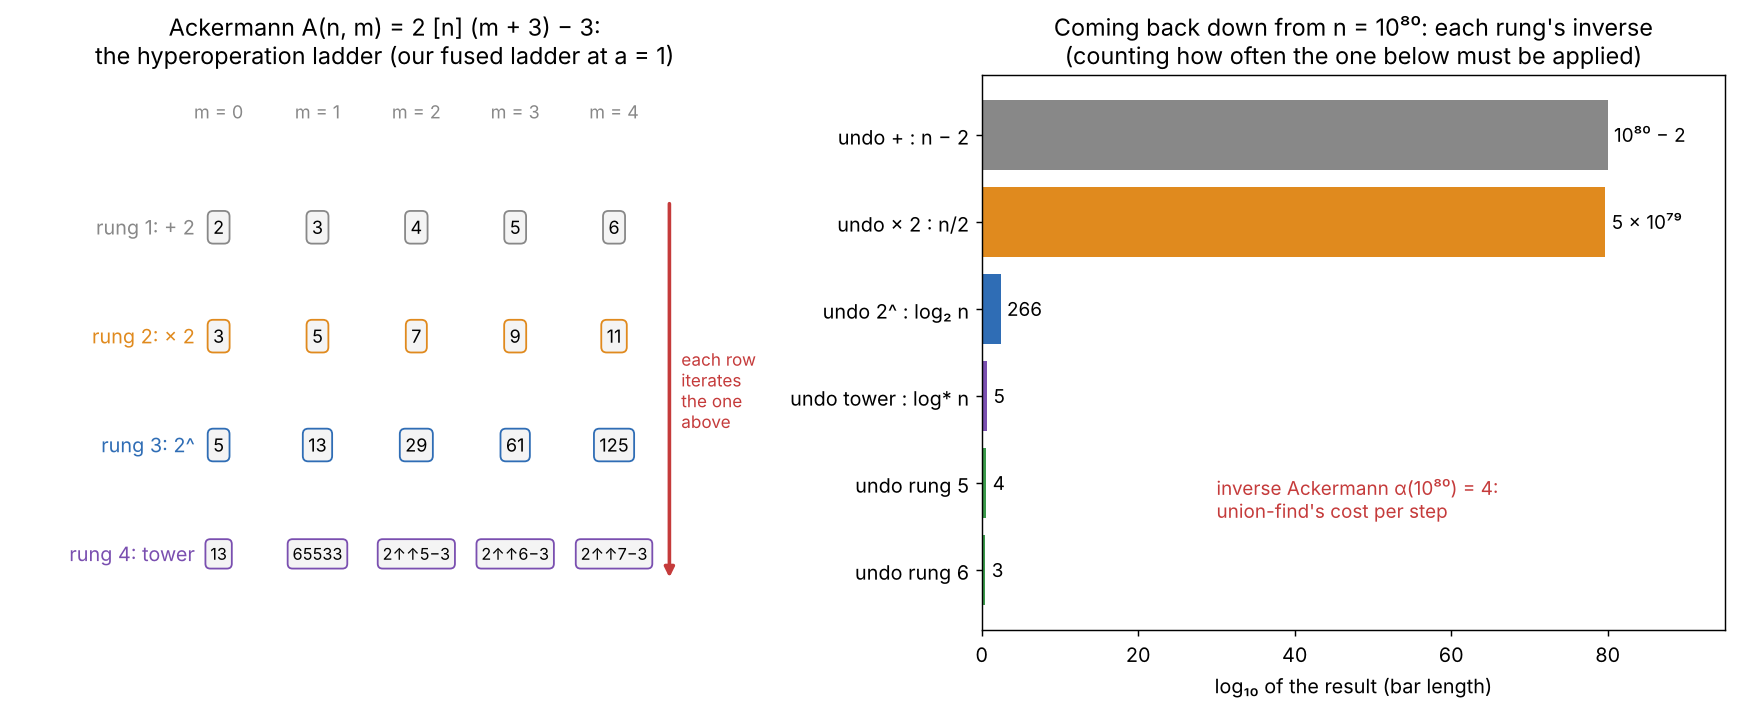 Ackermann A(n, m) = 2 [n] (m + 3) − 3:
the hyperoperation ladder (our fused ladder at a = 1)
m = 0 m = 1 m = 2 m = 3 m = 4
rung 1: + 2 2 3 4 5 6
rung 2: × 2 3 5 7 9 11
rung 3: 2^ 5 13 29 61 125
rung 4: tower 13 65533 2↑↑5−3 2↑↑6−3 2↑↑7−3
each row
iterates
the one
above
Coming back down from n = 10⁸⁰: each rung's inverse
(counting how often the one below must be applied)
undo + : n − 2 10⁸⁰ − 2
undo × 2 : n/2 5 × 10⁷⁹
undo 2^ : log₂ n 266
undo tower : log* n 5
undo rung 5 4
inverse Ackermann α(10⁸⁰) = 4:
union-find's cost per step
undo rung 6 3
0 20 40 60 80
log₁₀ of the result (bar length)